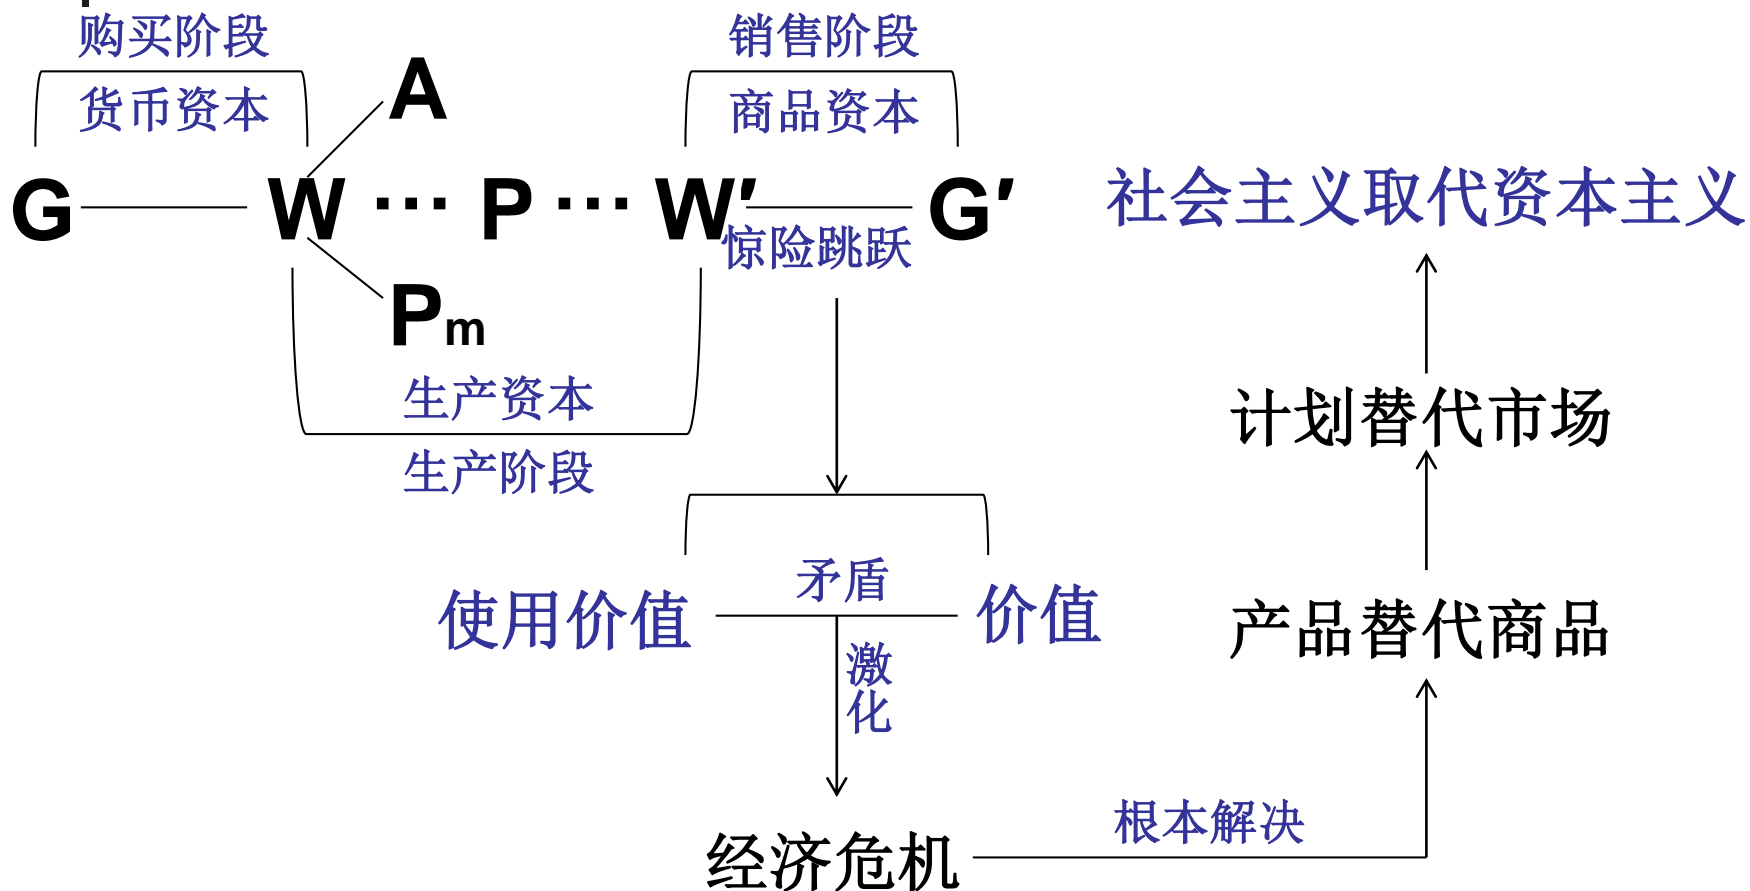 购买阶段
货币资本
销售阶段
商品资本
A
G
W
···
P
···
W′
G′
惊险跳跃
Pm
生产资本
生产阶段
社会主义取代资本主义
计划替代市场
产品替代商品
矛盾
使用价值
价值
激
化
根本解决
经济危机